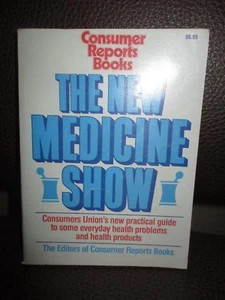 Consumer
Reports
Books
$6.95
THE NEW
MEDICINE
SHOW
Consumers Union's new practical guide
to some everyday health problems
and health products
The Editors of Consumer Reports Books